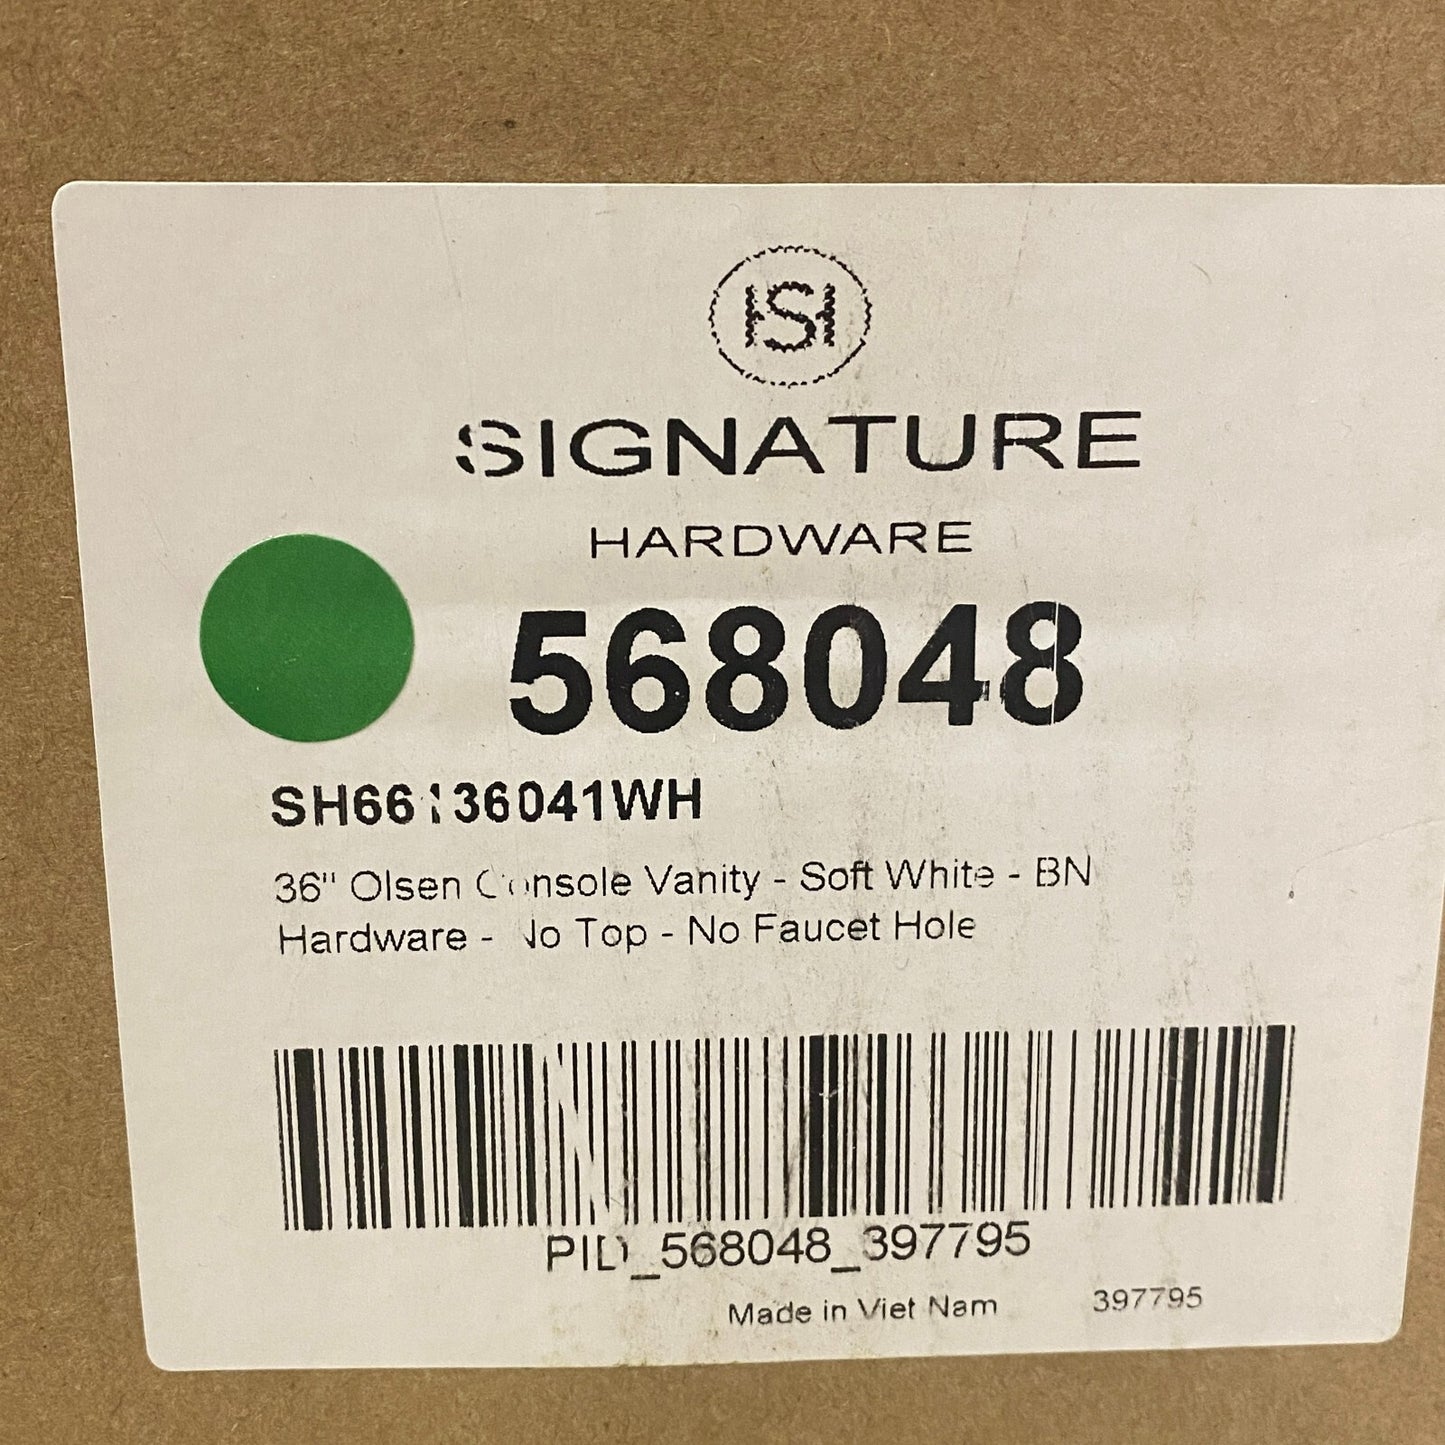 HSH
SIGNATURE
HARDWARE
568048
SH66136041WH
36" Olsen Console Vanity - Soft White - BN
Hardware - No Top - No Faucet Hole
PID_568048_397795
Made in Viet Nam 397795